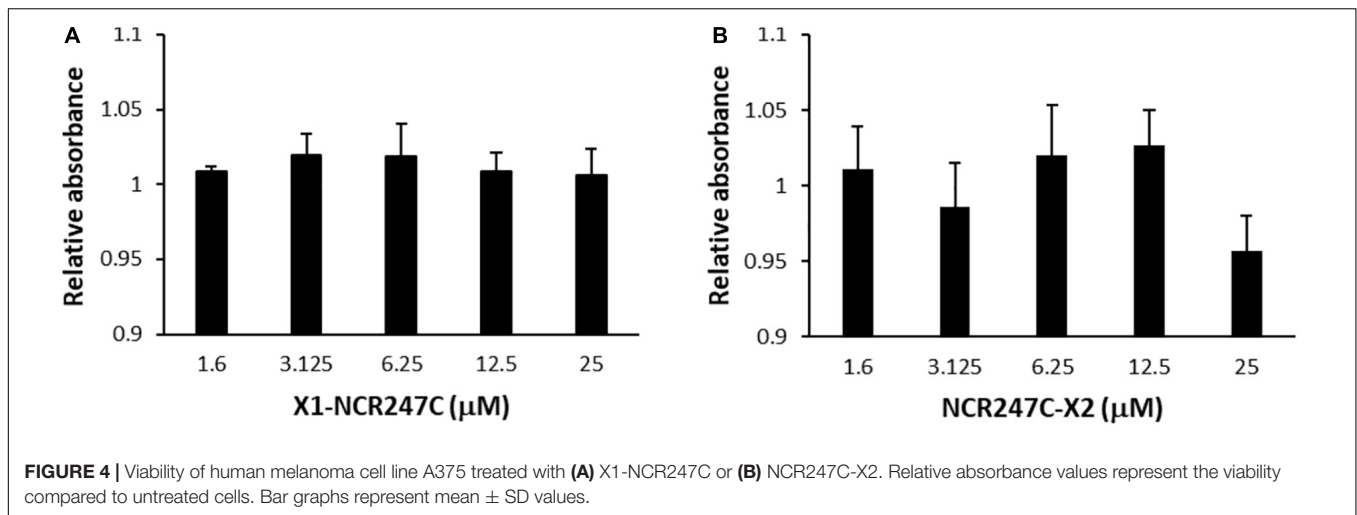 A
1.1
1.05
1
0.95
0.9
Relative absorbance
1.6 3.125 6.25 12.5 25
X1-NCR247C (μM)
B
1.1
1.05
1
0.95
0.9
Relative absorbance
1.6 3.125 6.25 12.5 25
NCR247C-X2 (μM)
FIGURE 4 | Viability of human melanoma cell line A375 treated with (A) X1-NCR247C or (B) NCR247C-X2. Relative absorbance values represent the viability
compared to untreated cells. Bar graphs represent mean ± SD values.